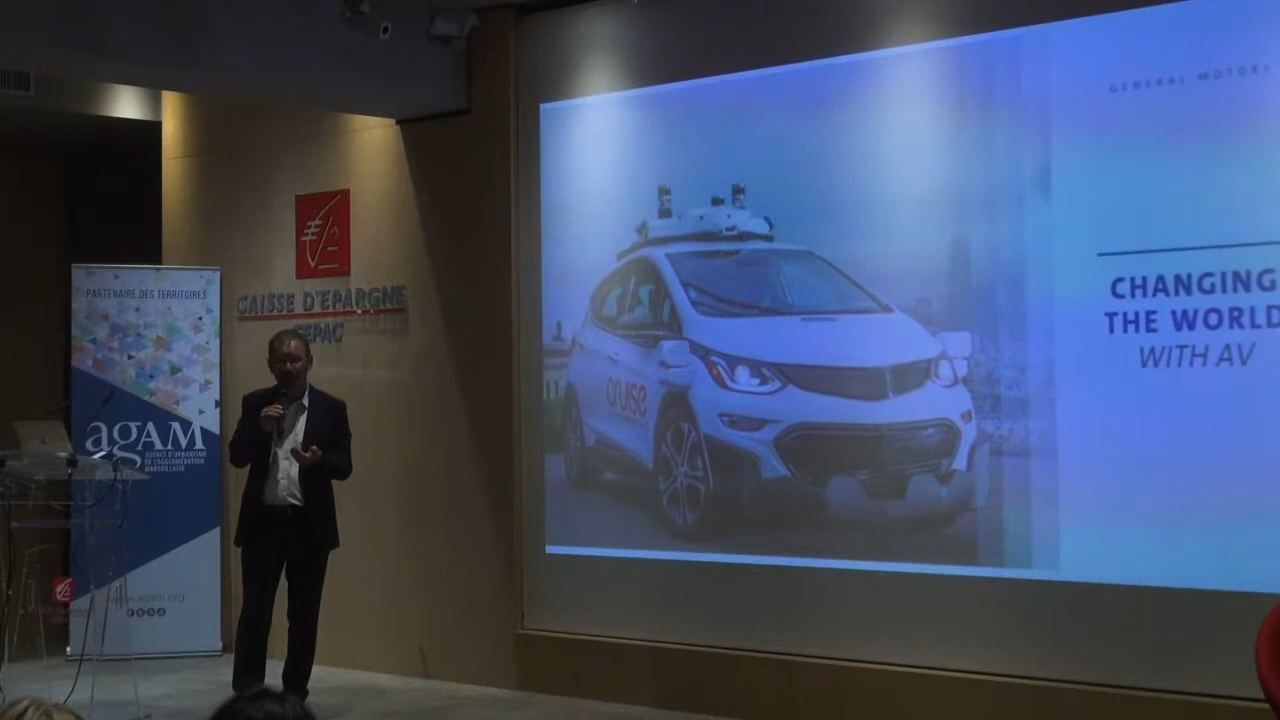 PARTENAIRE DES TERRITOIRES
agAM
AGENCE D'URBANISME
DE L'AGGLOMÉRATION
MARSEILLAISE
www.agam.org
CAISSE D'EPARGNE
CEPAC
cruise
GENERAL MOTORS
CHANGING
THE WORLD
WITH AV